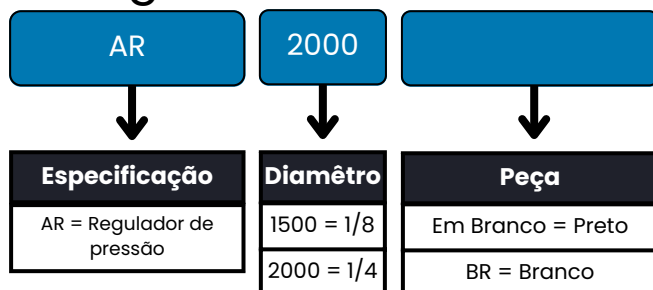 AR 2000
Especificação Diamêtro Peça
AR = Regulador de
pressão
1500 = 1/8 Em Branco = Preto
2000 = 1/4 BR = Branco